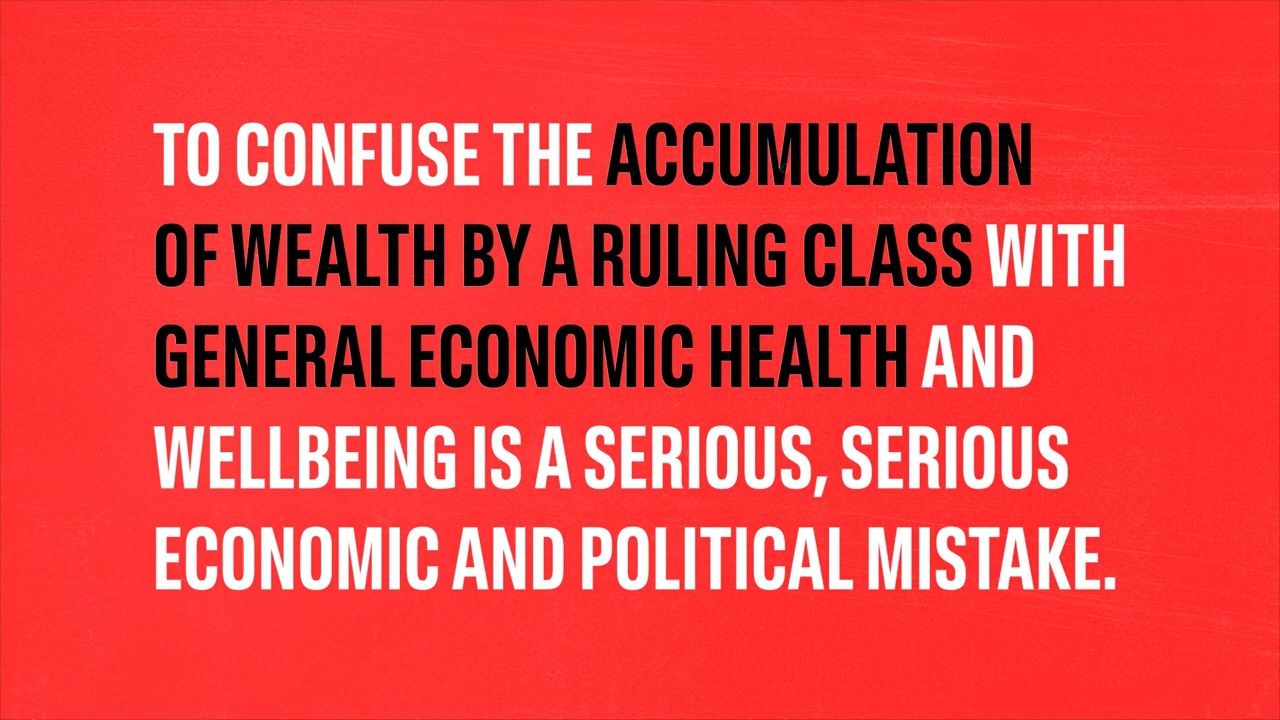 TO CONFUSE THE ACCUMULATION
OF WEALTH BY A RULING CLASS WITH
GENERAL ECONOMIC HEALTH AND
WELLBEING IS A SERIOUS, SERIOUS
ECONOMIC AND POLITICAL MISTAKE.